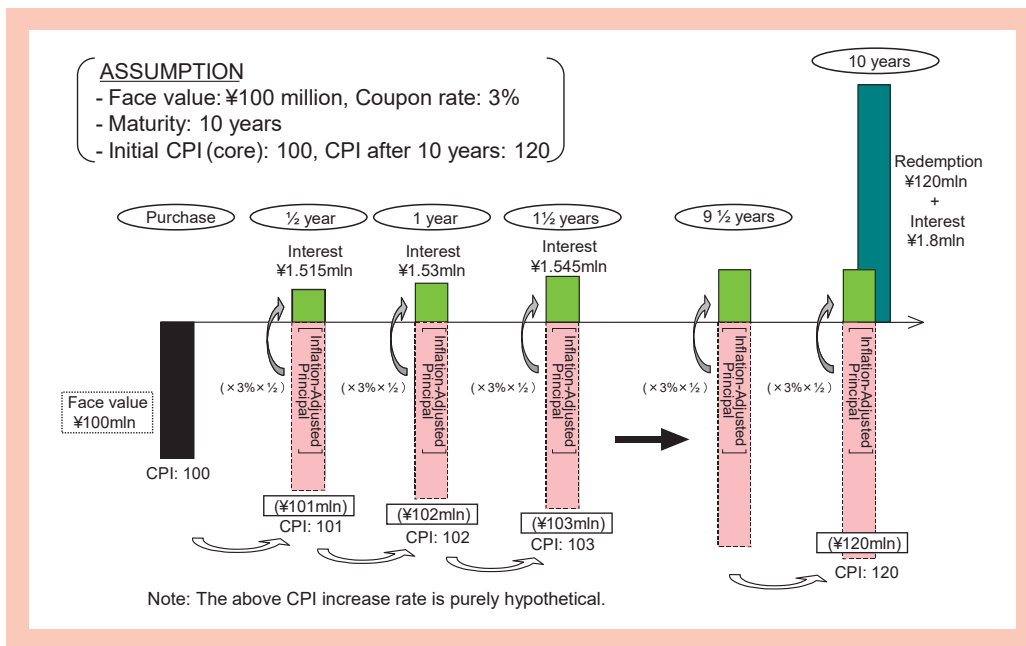 ASSUMPTION
- Face value: ¥100 million, Coupon rate: 3%
- Maturity: 10 years
- Initial CPI (core): 100, CPI after 10 years: 120
10 years
Redemption
¥120mln
+
Interest
¥1.8mln
Purchase
½ year
1 year
1½ years
9 ½ years
Interest
¥1.515mln
Interest
¥1.53mln
Interest
¥1.545mln
Face value
¥100mln
CPI: 100
(×3%×½)
[Inflation-Adjusted
Principal]
(¥101mln)
CPI: 101
(×3%×½)
[Inflation-Adjusted
Principal]
(¥102mln)
CPI: 102
(×3%×½)
[Inflation-Adjusted
Principal]
(¥103mln)
CPI: 103
(×3%×½)
[Inflation-Adjusted
Principal]
(×3%×½)
[Inflation-Adjusted
Principal]
(¥120mln)
CPI: 120
Note: The above CPI increase rate is purely hypothetical.